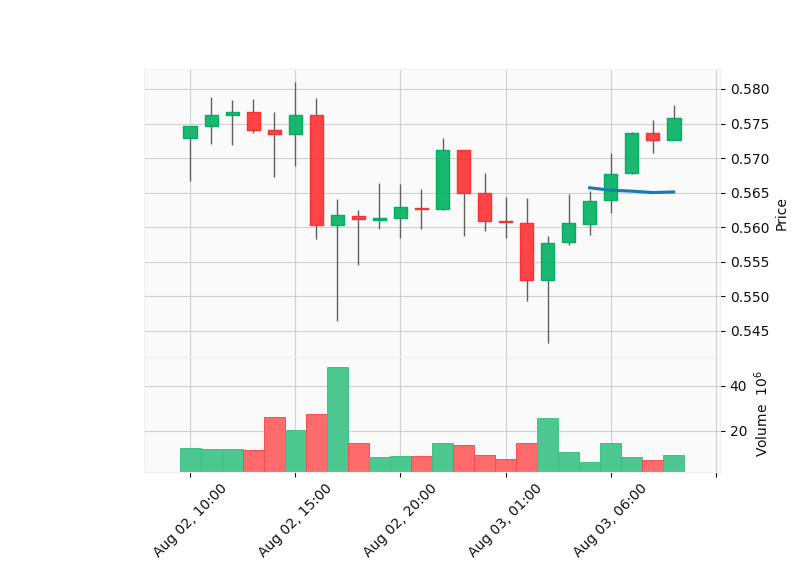 0.580
0.575
0.570
0.565
0.560
0.555
0.550
0.545
Price
40
20
Volume 10^6
Aug 02, 10:00
Aug 02, 15:00
Aug 02, 20:00
Aug 03, 01:00
Aug 03, 06:00